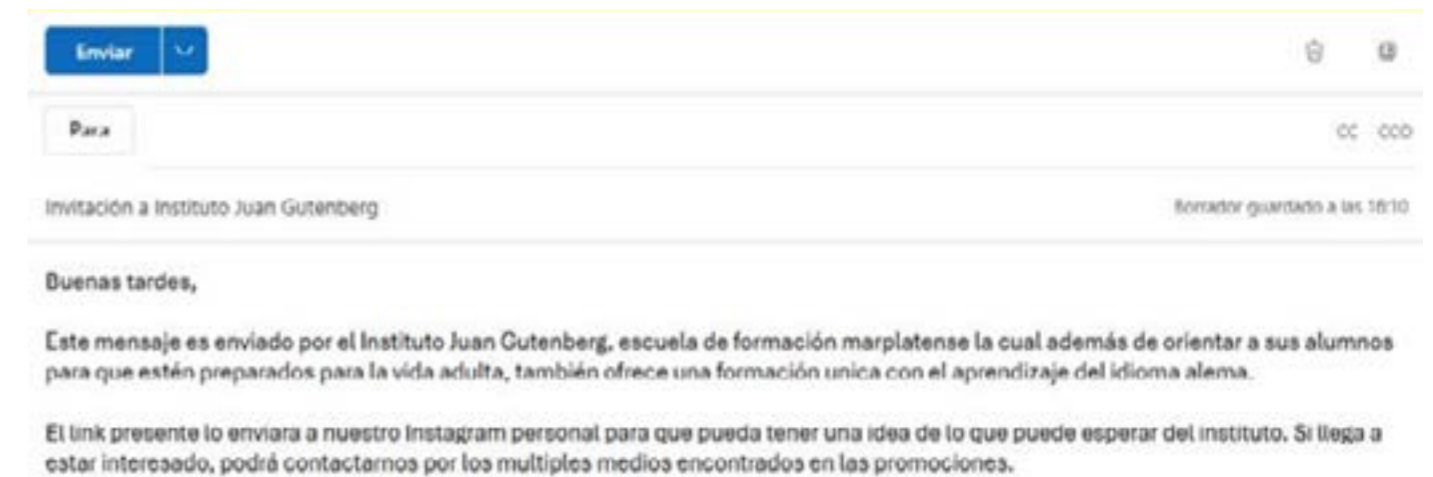 Enviar
Para
CC CCO
Invitación a Instituto Juan Gutenberg
Borrador guardado a las 16:10
Buenas tardes,
Este mensaje es enviado por el Instituto Juan Gutenberg, escuela de formación marplatense la cual además de orientar a sus alumnos
para que estén preparados para la vida adulta, también ofrece una formación unica con el aprendizaje del idioma alema.
El link presente lo enviara a nuestro Instagram personal para que pueda tener una idea de lo que puede esperar del instituto. Si llega a
estar interesado, podrá contactarnos por los multiples medios encontrados en las promociones.